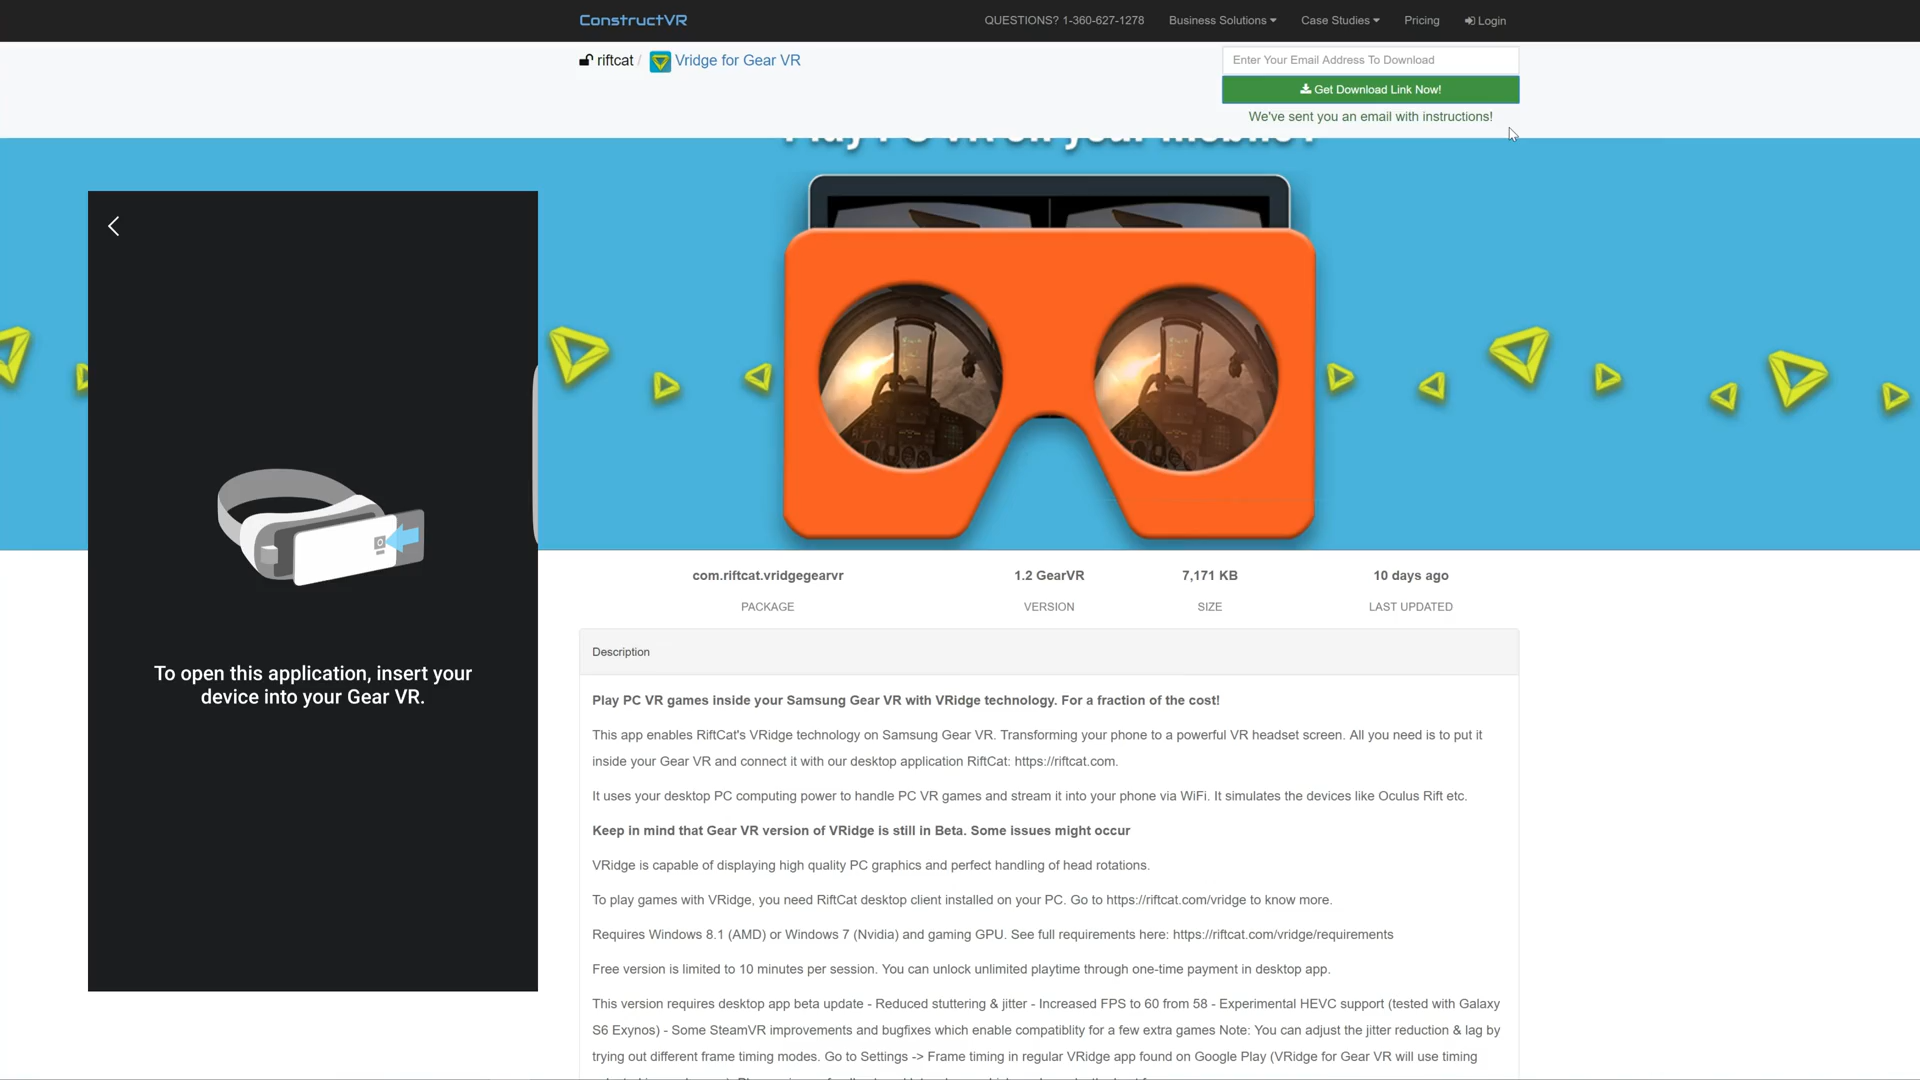 ConstructVR
QUESTIONS? 1-360-627-1278
Business Solutions
Case Studies
Pricing
Login
riftcat / Vridge for Gear VR
Enter Your Email Address To Download
Get Download Link Now!
We've sent you an email with instructions!
Play PC VR on your mobile!
To open this application, insert your
device into your Gear VR.
com.riftcat.vridgegearvr
1.2 GearVR
7,171 KB
10 days ago
PACKAGE
VERSION
SIZE
LAST UPDATED
Description
Play PC VR games inside your Samsung Gear VR with VRidge technology. For a fraction of the cost!
This app enables RiftCat's VRidge technology on Samsung Gear VR. Transforming your phone to a powerful VR headset screen. All you need is to put it
inside your Gear VR and connect it with our desktop application RiftCat: https://riftcat.com.
It uses your desktop PC computing power to handle PC VR games and stream it into your phone via WiFi. It simulates the devices like Oculus Rift etc.
Keep in mind that Gear VR version of VRidge is still in Beta. Some issues might occur
VRidge is capable of displaying high quality PC graphics and perfect handling of head rotations.
To play games with VRidge, you need RiftCat desktop client installed on your PC. Go to https://riftcat.com/vridge to know more.
Requires Windows 8.1 (AMD) or Windows 7 (Nvidia) and gaming GPU. See full requirements here: https://riftcat.com/vridge/requirements
Free version is limited to 10 minutes per session. You can unlock unlimited playtime through one-time payment in desktop app.
This version requires desktop app beta update - Reduced stuttering & jitter - Increased FPS to 60 from 58 - Experimental HEVC support (tested with Galaxy
S6 Exynos) - Some SteamVR improvements and bugfixes which enable compatiblity for a few extra games Note: You can adjust the jitter reduction & lag by
trying out different frame timing modes. Go to Settings -> Frame timing in regular VRidge app found on Google Play (VRidge for Gear VR will use timing